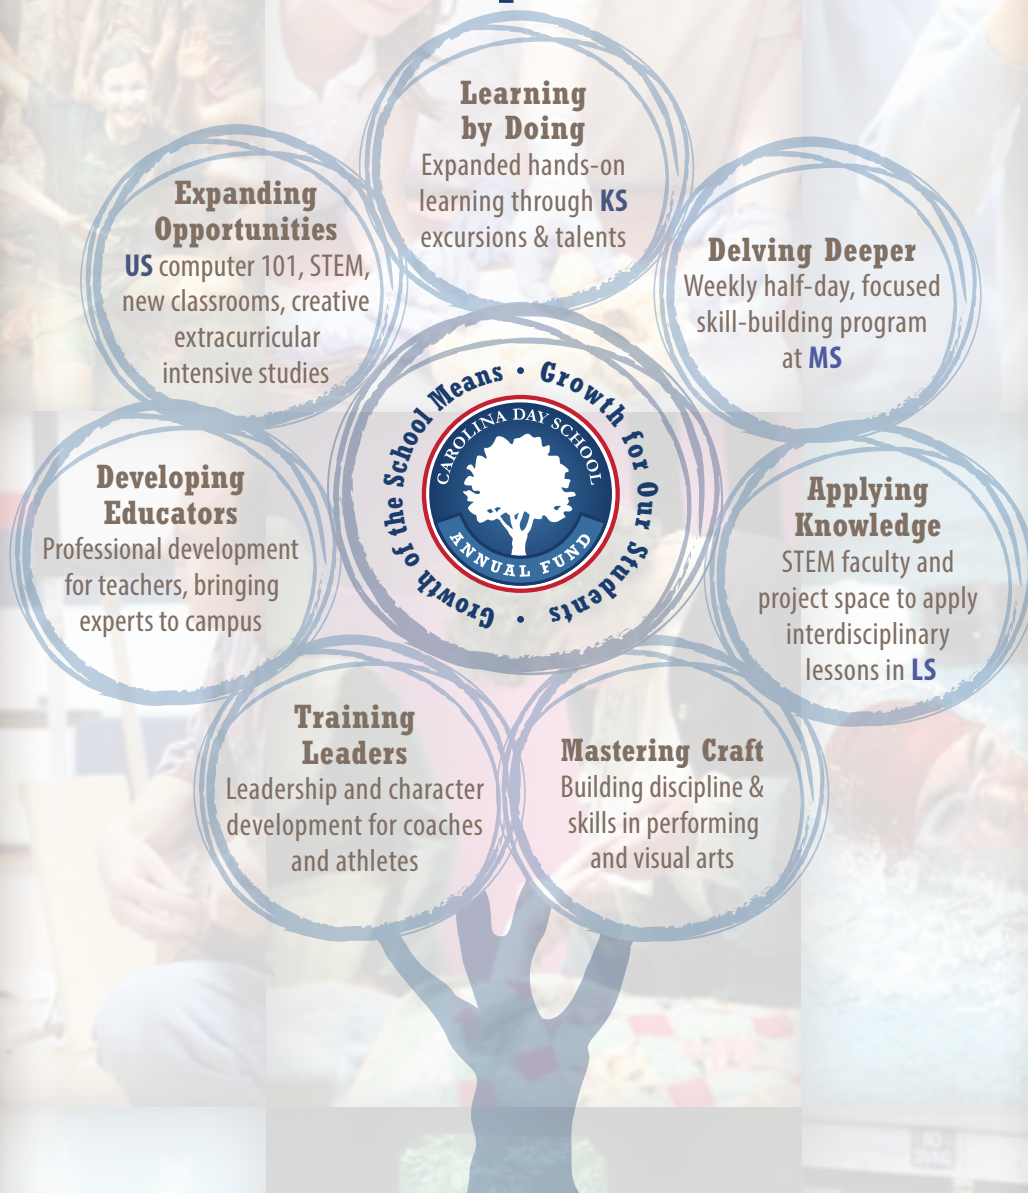 Learning
by Doing
Expanded hands-on
learning through KS
excursions & talents
Expanding
Opportunities
US computer 101, STEM,
new classrooms, creative
extracurricular
intensive studies
Delving Deeper
Weekly half-day, focused
skill-building program
at MS
Growth of the School Means • Growth for Our Students •
CAROLINA DAY SCHOOL
ANNUAL FUND
Developing
Educators
Professional development
for teachers, bringing
experts to campus
Applying
Knowledge
STEM faculty and
project space to apply
interdisciplinary
lessons in LS
Training
Leaders
Leadership and character
development for coaches
and athletes
Mastering Craft
Building discipline &
skills in performing
and visual arts
NO
DIVING